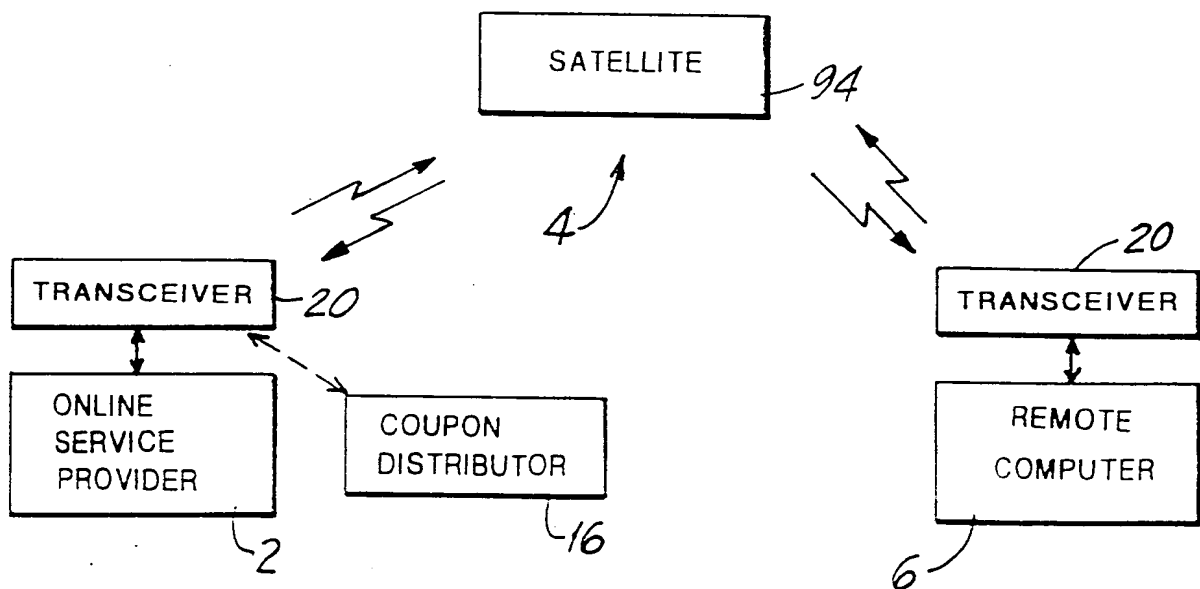 SATELLITE
94
4
TRANSCEIVER
20
20
TRANSCEIVER
ONLINE
SERVICE
PROVIDER
2
COUPON
DISTRIBUTOR
16
REMOTE
COMPUTER
6